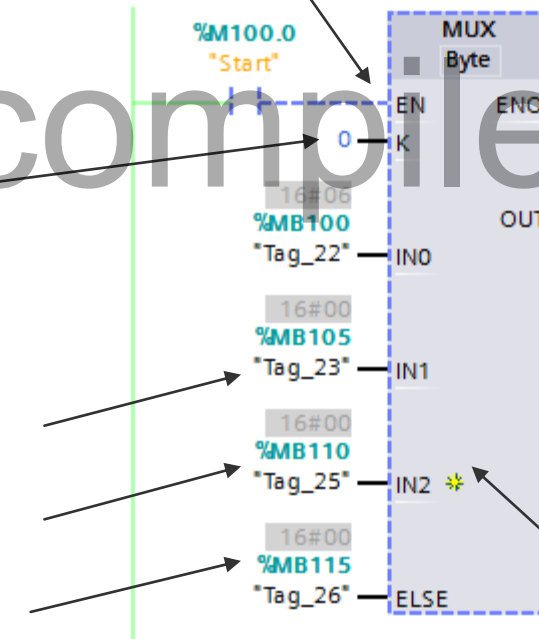 %M100.0
"Start"
MUX
Byte
EN
ENO
compile
0
K
16#06
%MB100
"Tag_22"
IN0
OUT
16#00
%MB105
"Tag_23"
IN1
16#00
%MB110
"Tag_25"
IN2
16#00
%MB115
"Tag_26"
ELSE